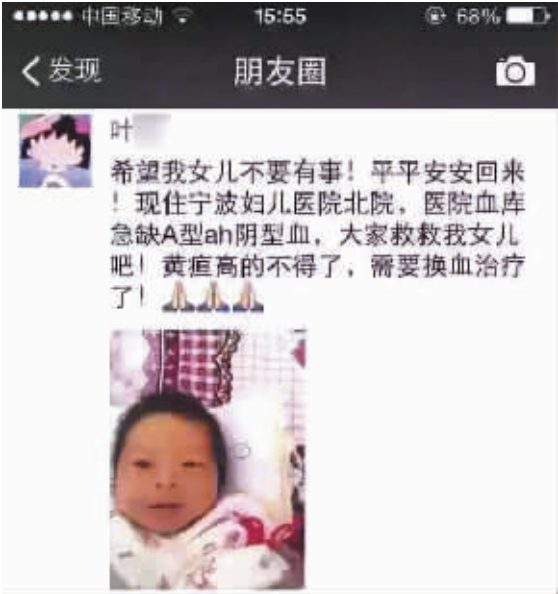 中国移动 15:55 68%
发现 朋友圈
叶
希望我女儿不要有事！平平安安回来
！现住宁波妇儿医院北院，医院血库
急缺A型ah阴型血，大家救救我女儿
吧！黄疸高的不得了，需要换血治疗
了！🙏🙏🙏